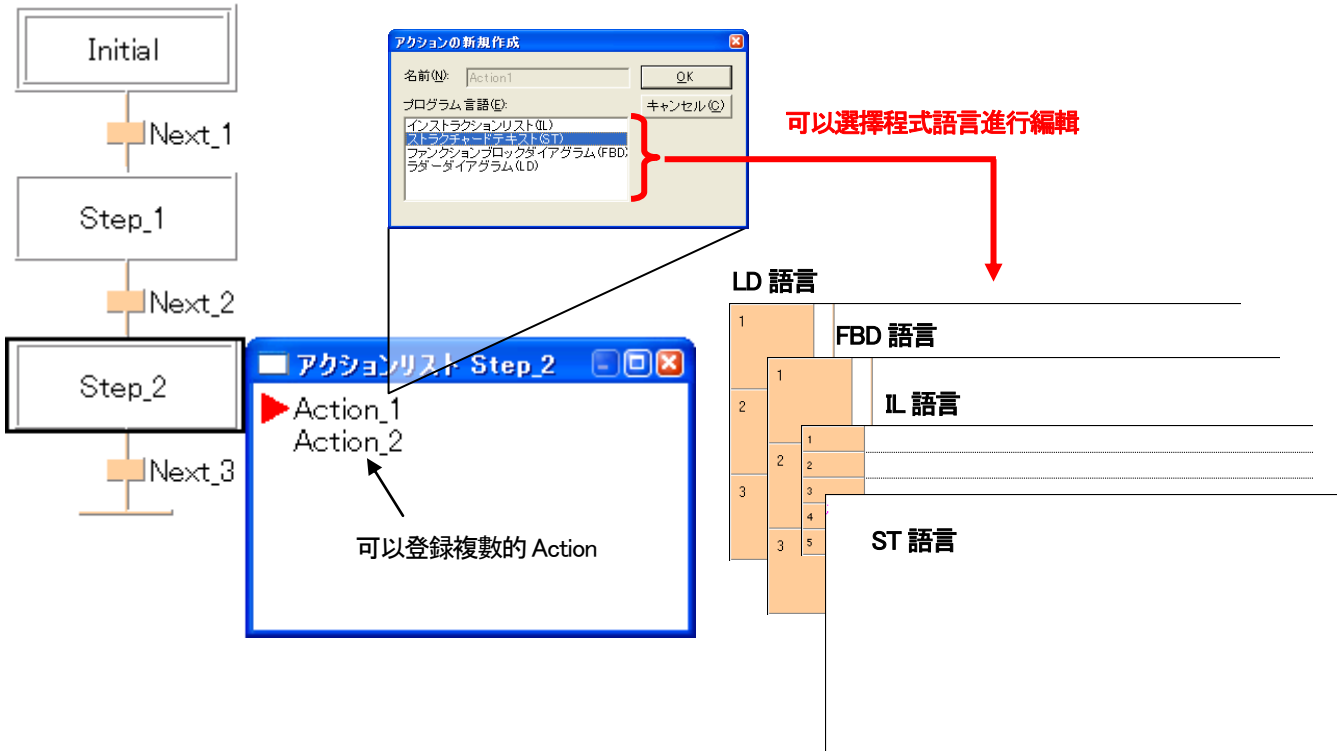 Initial
Next_1
Step_1
Next_2
Step_2
Next_3
アクションの新規作成
名前(N):
Action1
OK
プログラム言語(E):
キャンセル(C)
インストラクションリスト(IL)
ストラクチャードテキスト(ST)
ファンクションブロックダイアグラム(FBD)
ラダーダイアグラム(LD)
可以選擇程式語言進行編輯
アクションリスト Step_2
Action_1
Action_2
可以登録複數的 Action
LD 語言
1
2
3
FBD 語言
1
2
3
IL 語言
1
2
3
4
5
ST 語言